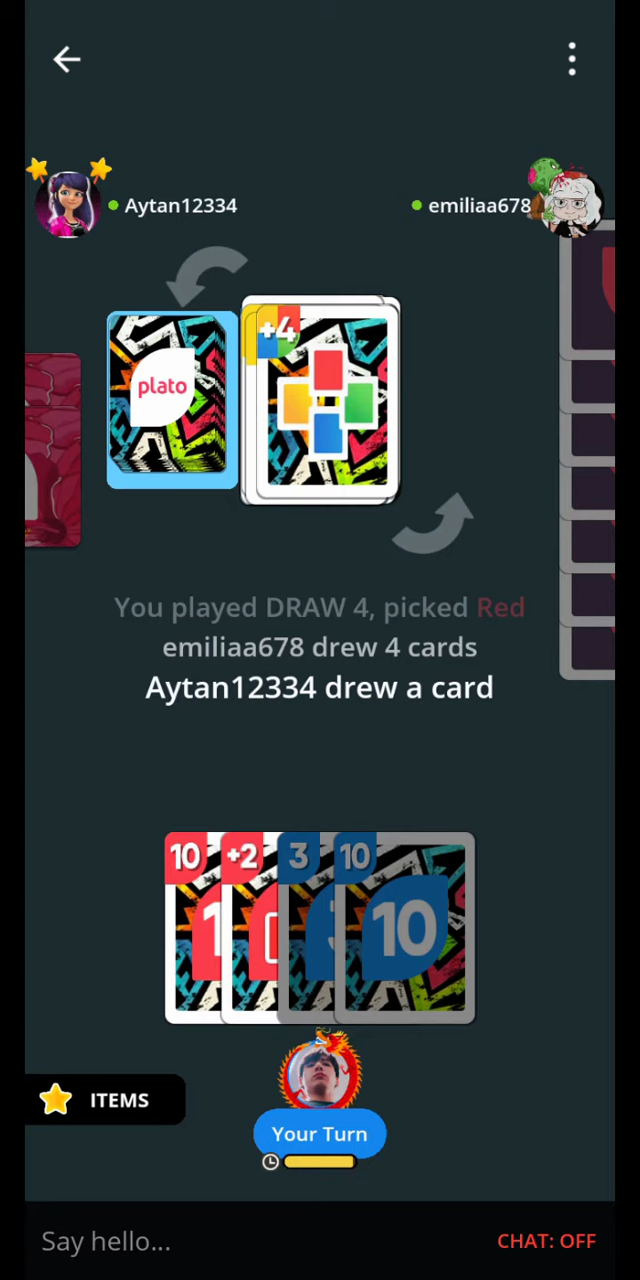 Aytan12334
emiliaa678
plato
+4
You played DRAW 4, picked Red
emiliaa678 drew 4 cards
Aytan12334 drew a card
10 +2 3 10
10
ITEMS
Your Turn
Say hello...
CHAT: OFF